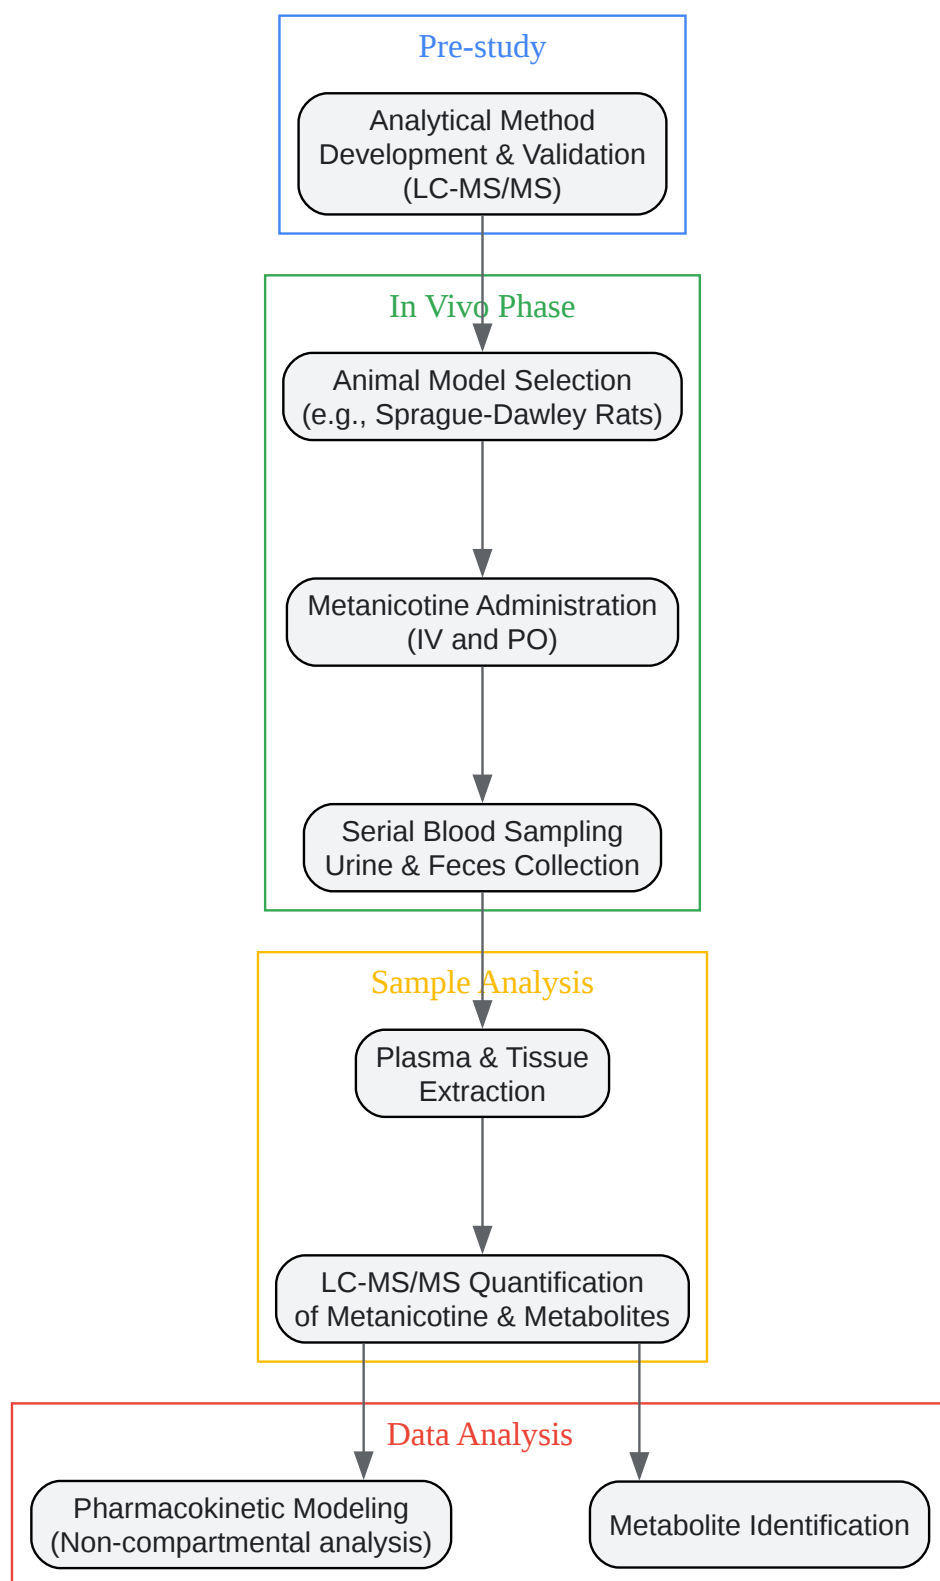 Pre-study
Analytical Method
Development & Validation
(LC-MS/MS)
In Vivo Phase
Animal Model Selection
(e.g., Sprague-Dawley Rats)
Metanicotine Administration
(IV and PO)
Serial Blood Sampling
Urine & Feces Collection
Sample Analysis
Plasma & Tissue
Extraction
LC-MS/MS Quantification
of Metanicotine & Metabolites
Data Analysis
Pharmacokinetic Modeling
(Non-compartmental analysis)
Metabolite Identification